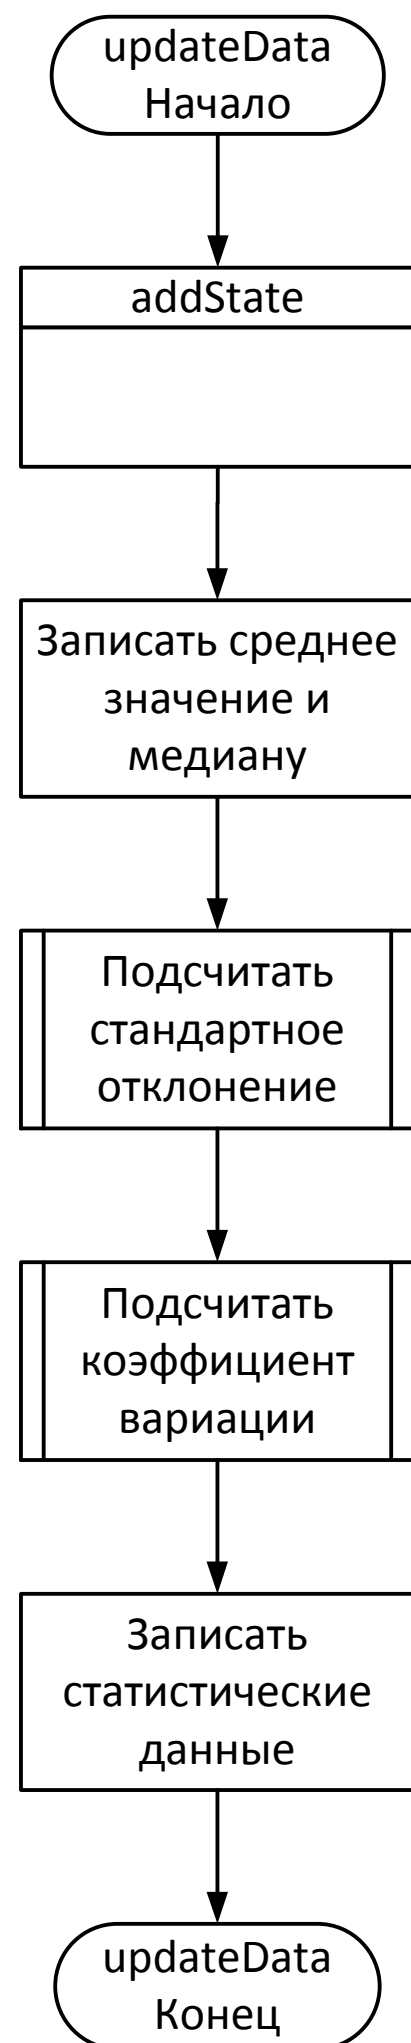 updateData
Начало
addState
Записать среднее
значение и
медиану
Подсчитать
стандартное
отклонение
Подсчитать
коэффициент
вариации
Записать
статистические
данные
updateData
Конец